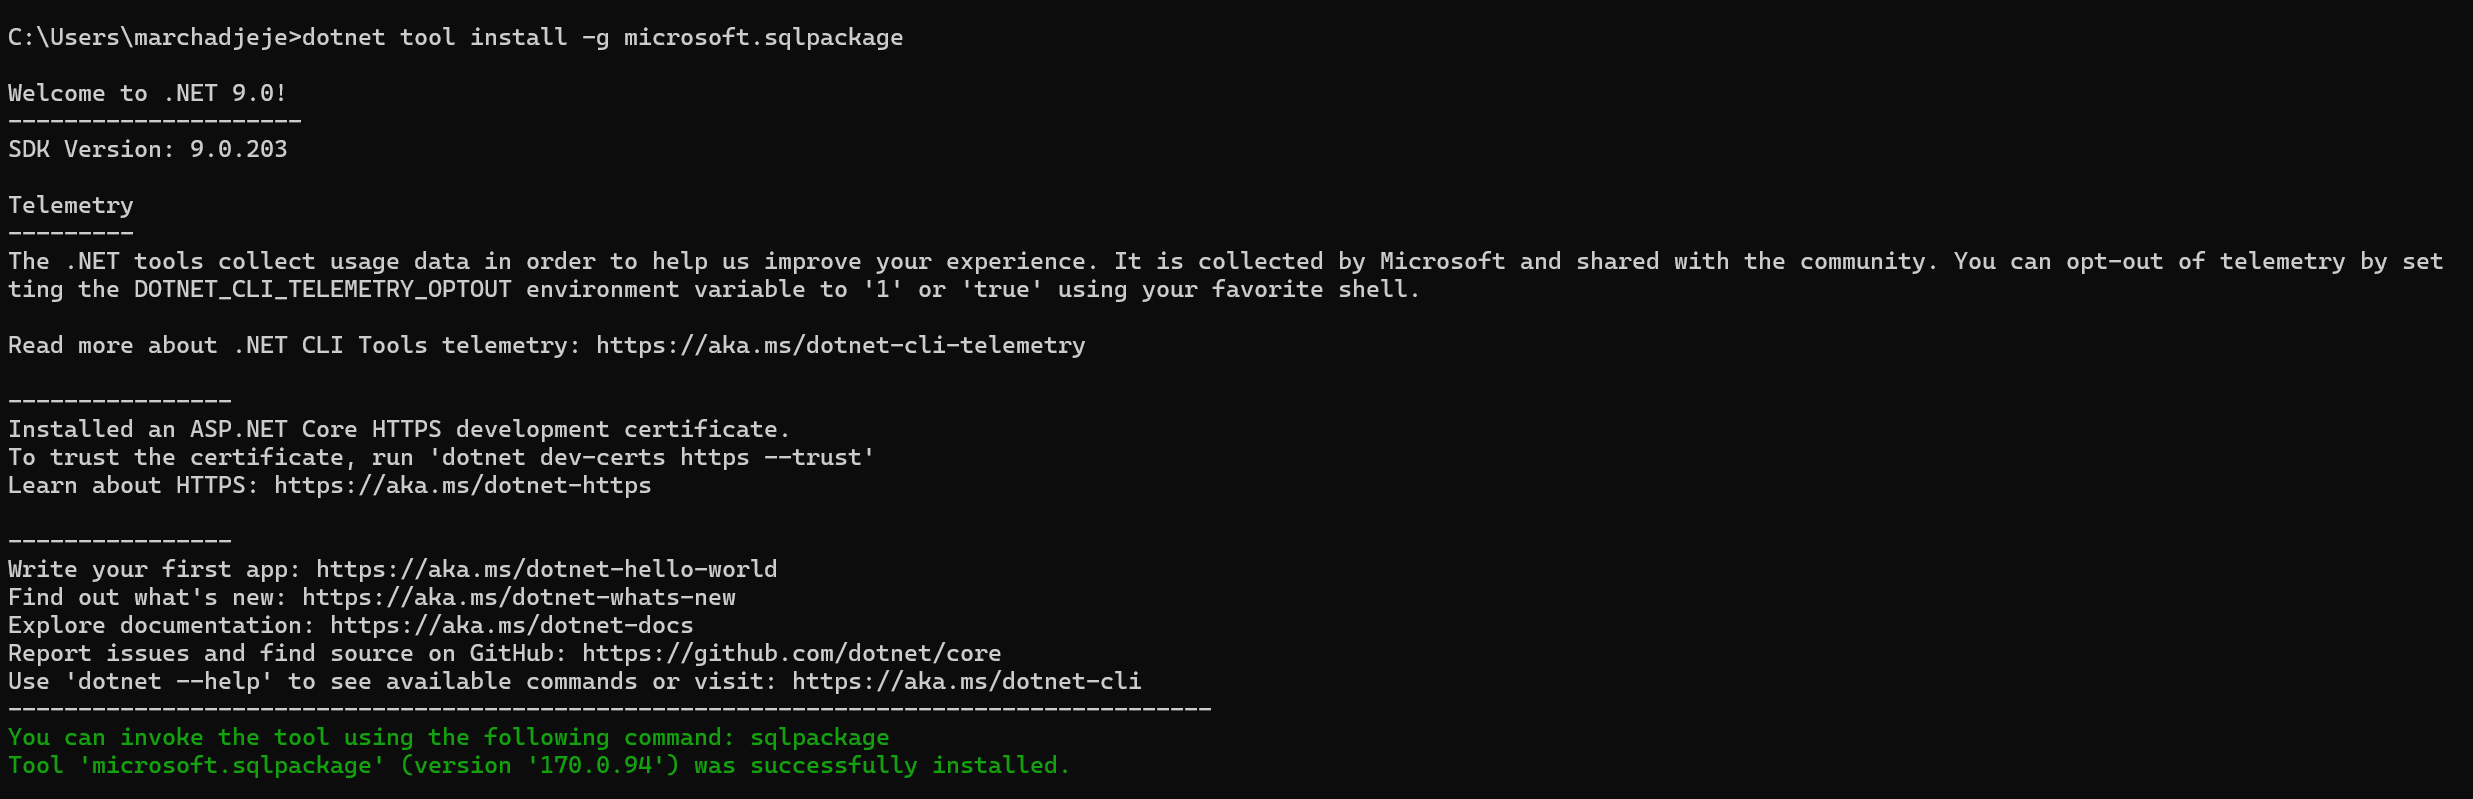 C:\Users\marchadjeje>dotnet tool install -g microsoft.sqlpackage
Welcome to .NET 9.0!
---------------------
SDK Version: 9.0.203
Telemetry
---------
The .NET tools collect usage data in order to help us improve your experience. It is collected by Microsoft and shared with the community. You can opt-out of telemetry by set
ting the DOTNET_CLI_TELEMETRY_OPTOUT environment variable to '1' or 'true' using your favorite shell.
Read more about .NET CLI Tools telemetry: https://aka.ms/dotnet-cli-telemetry
----------------
Installed an ASP.NET Core HTTPS development certificate.
To trust the certificate, run 'dotnet dev-certs https --trust'
Learn about HTTPS: https://aka.ms/dotnet-https
----------------
Write your first app: https://aka.ms/dotnet-hello-world
Find out what's new: https://aka.ms/dotnet-whats-new
Explore documentation: https://aka.ms/dotnet-docs
Report issues and find source on GitHub: https://github.com/dotnet/core
Use 'dotnet --help' to see available commands or visit: https://aka.ms/dotnet-cli
--------------------------------------------------------------------------------------
You can invoke the tool using the following command: sqlpackage
Tool 'microsoft.sqlpackage' (version '170.0.94') was successfully installed.